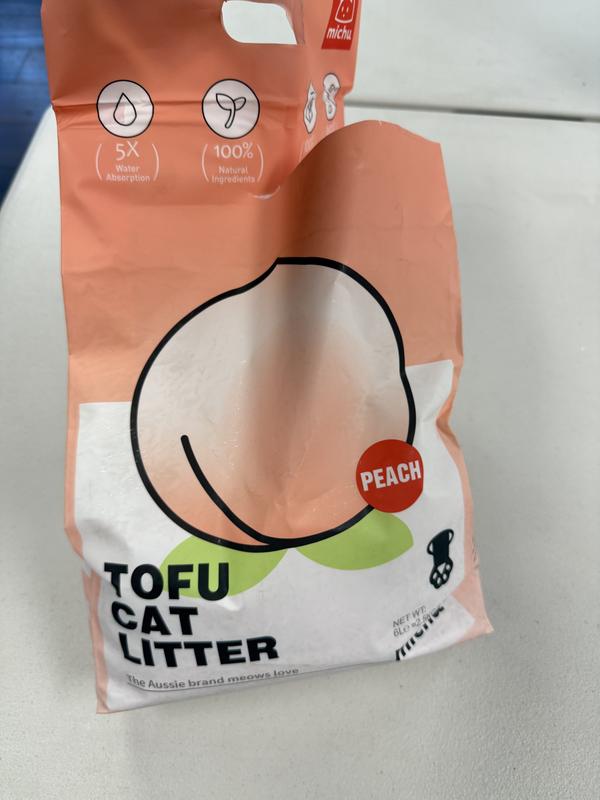 michu
5X
Water
Absorption
100%
Natural
Ingredients
PEACH
TOFU
CAT
LITTER
NET WT:
The Aussie brand meows love